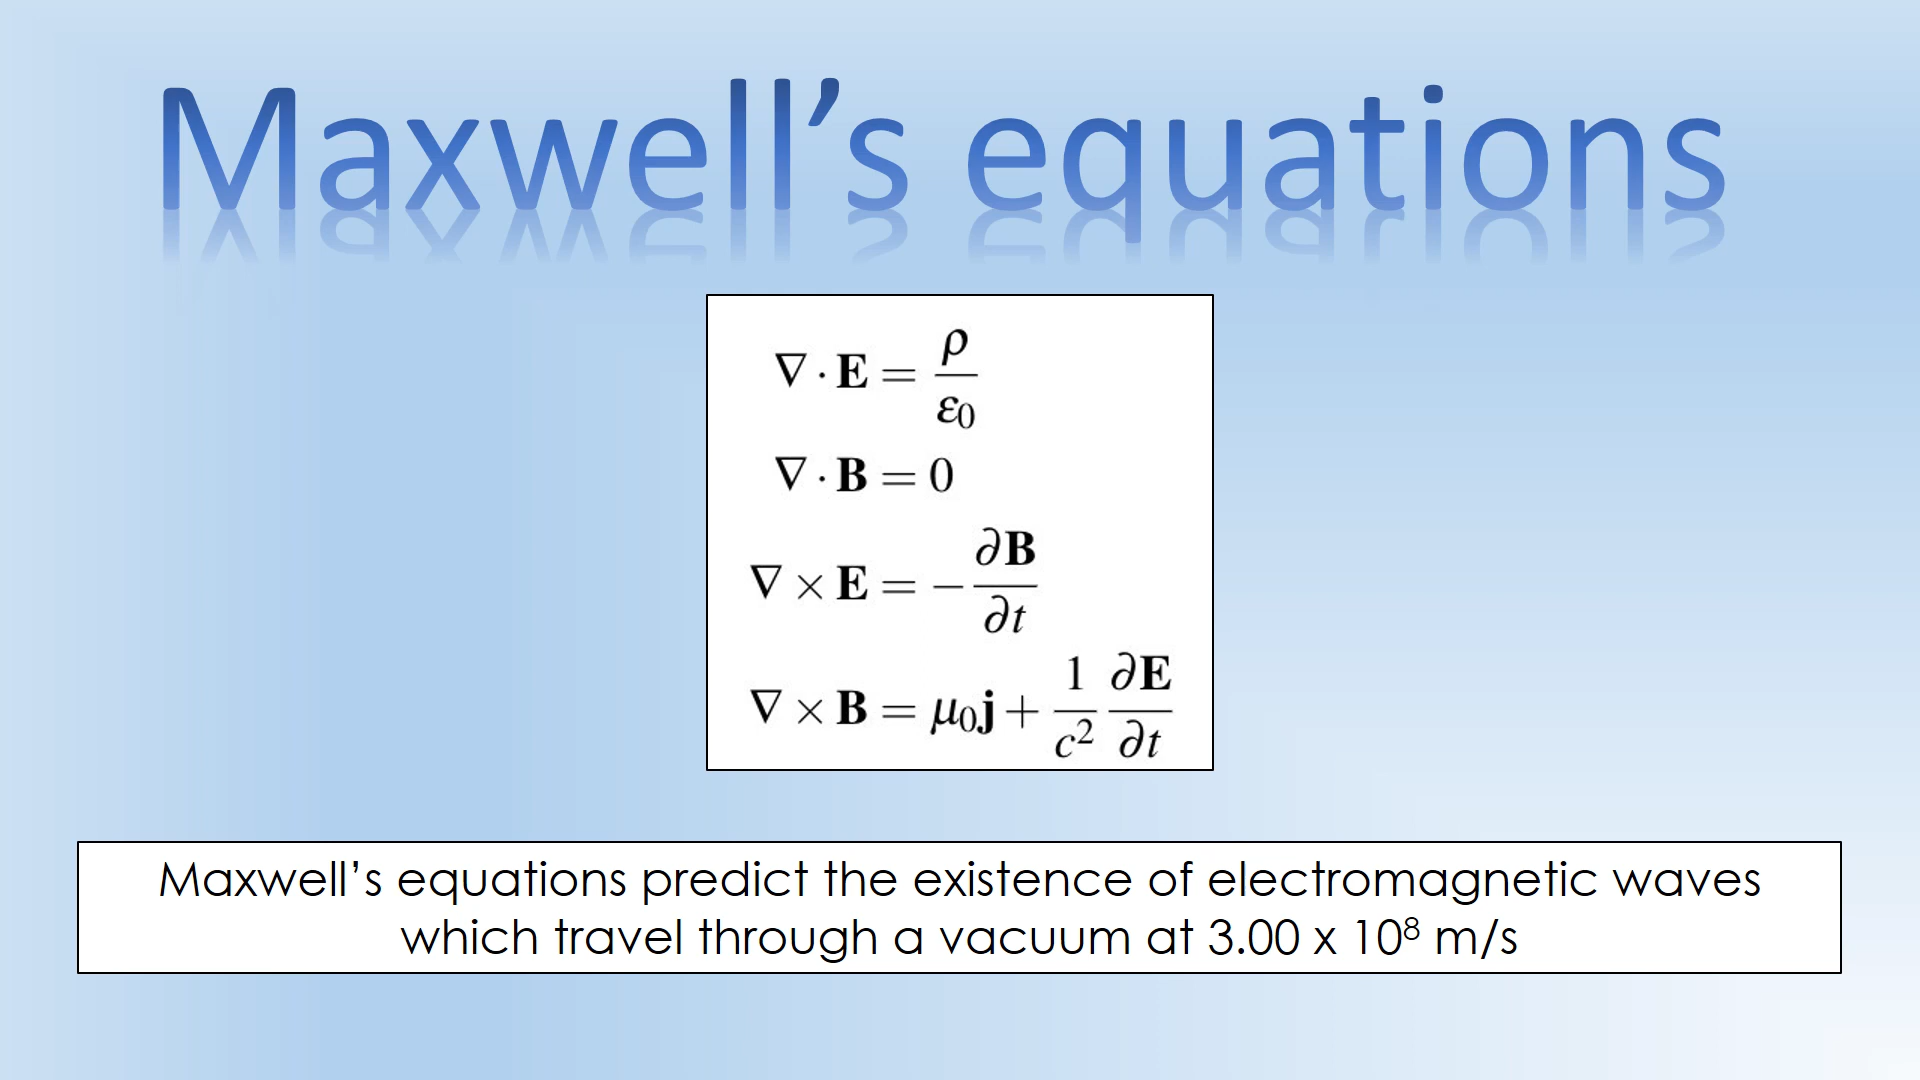 Maxwell’s equations
∇ · E = ρ/ε₀
∇ · B = 0
∇ × E = −∂B/∂t
∇ × B = μ₀j + 1/c² ∂E/∂t
Maxwell’s equations predict the existence of electromagnetic waves
which travel through a vacuum at 3.00 x 10⁸ m/s